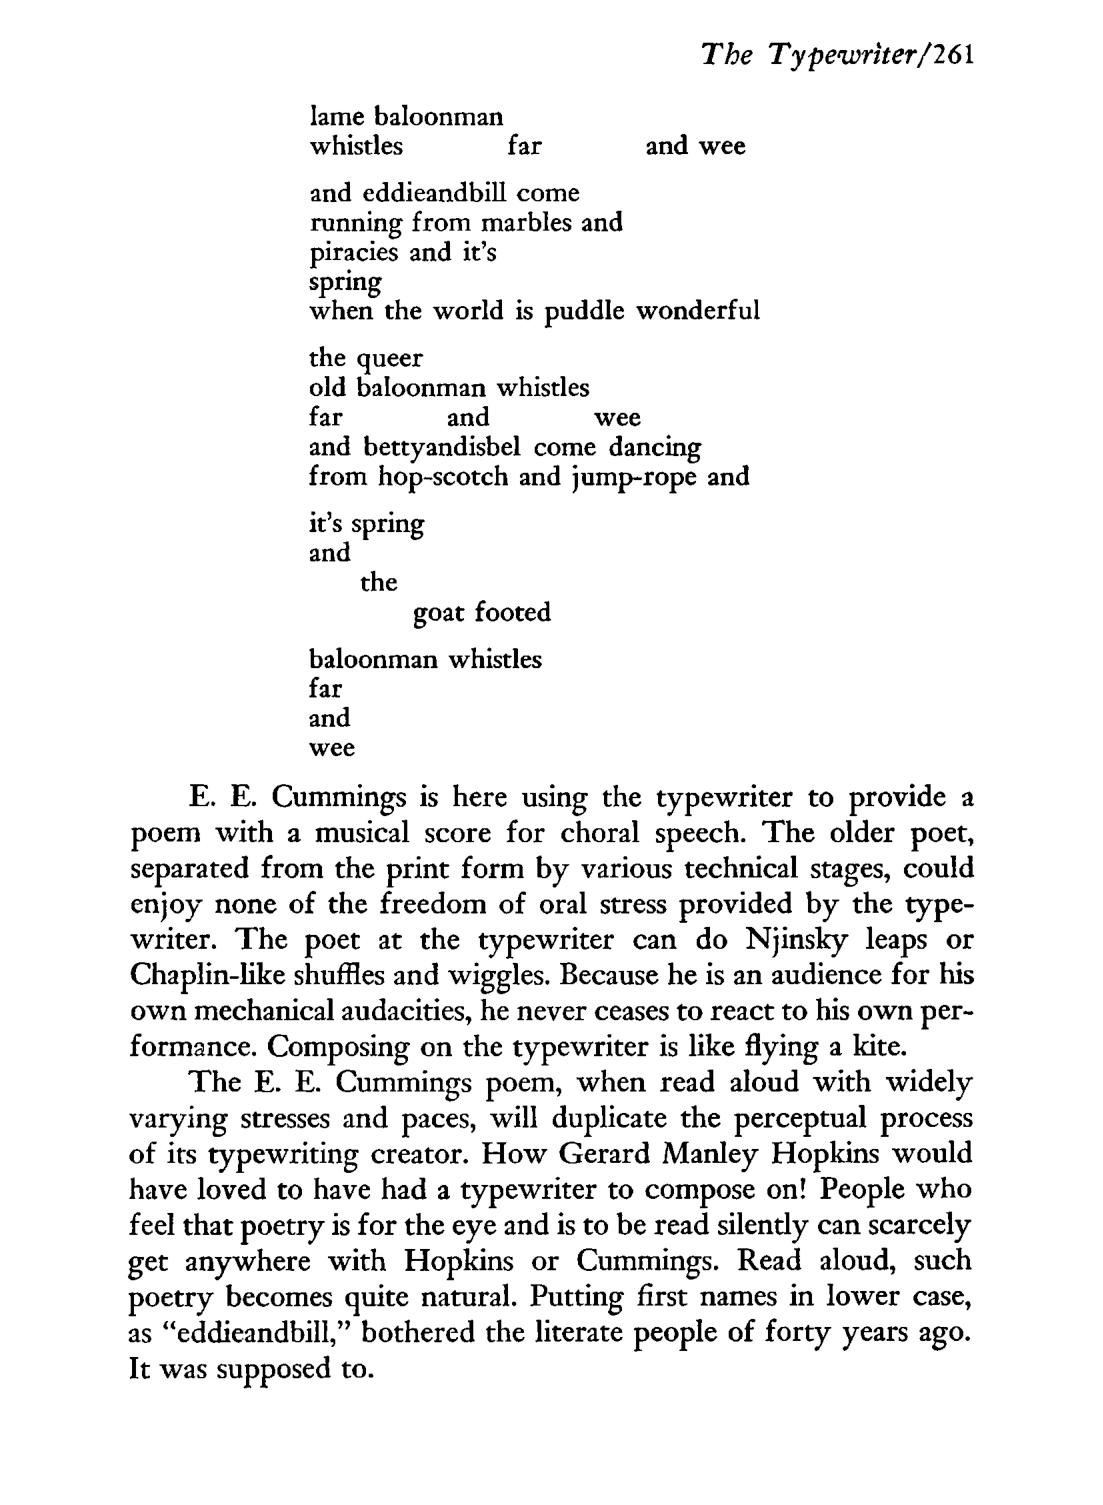 The Typewriter/261
lame baloonman
whistles far and wee
and eddieandbill come
running from marbles and
piracies and it's
spring
when the world is puddle wonderful
the queer
old baloonman whistles
far and wee
and bettyandisbel come dancing
from hop-scotch and jump-rope and
it's spring
and
the
goat footed
baloonman whistles
far
and
wee
E. E. Cummings is here using the typewriter to provide a
poem with a musical score for choral speech. The older poet,
separated from the print form by various technical stages, could
enjoy none of the freedom of oral stress provided by the type-
writer. The poet at the typewriter can do Njinsky leaps or
Chaplin-like shuffles and wiggles. Because he is an audience for his
own mechanical audacities, he never ceases to react to his own per-
formance. Composing on the typewriter is like flying a kite.
The E. E. Cummings poem, when read aloud with widely
varying stresses and paces, will duplicate the perceptual process
of its typewriting creator. How Gerard Manley Hopkins would
have loved to have had a typewriter to compose on! People who
feel that poetry is for the eye and is to be read silently can scarcely
get anywhere with Hopkins or Cummings. Read aloud, such
poetry becomes quite natural. Putting first names in lower case,
as “eddieandbill,” bothered the literate people of forty years ago.
It was supposed to.